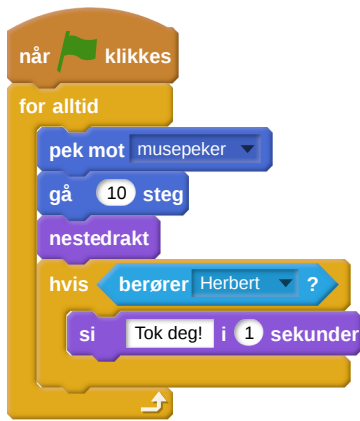 når klikkes
for alltid
pek mot musepeker
gå 10 steg
nestedrakt
hvis berører Herbert ?
si Tok deg! i 1 sekunder